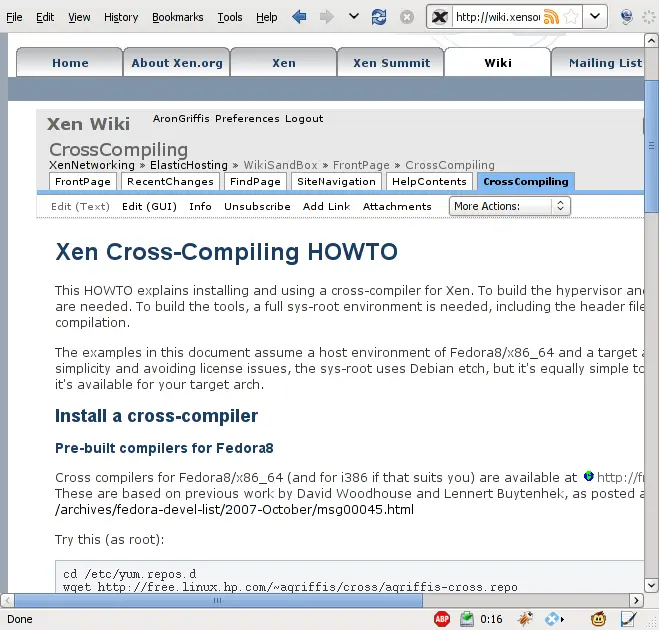 File Edit View History Bookmarks Tools Help http://wiki.xensou
Home About Xen.org Xen Xen Summit Wiki Mailing List
Xen Wiki AronGriffis Preferences Logout
CrossCompiling
XenNetworking » ElasticHosting » WikiSandBox » FrontPage » CrossCompiling
FrontPage RecentChanges FindPage SiteNavigation HelpContents CrossCompiling
Edit (Text) Edit (GUI) Info Unsubscribe Add Link Attachments More Actions:
Xen Cross-Compiling HOWTO
This HOWTO explains installing and using a cross-compiler for Xen. To build the hypervisor and
are needed. To build the tools, a full sys-root environment is needed, including the header file
compilation.
The examples in this document assume a host environment of Fedora8/x86_64 and a target a
simplicity and avoiding license issues, the sys-root uses Debian etch, but it's equally simple to
it's available for your target arch.
Install a cross-compiler
Pre-built compilers for Fedora8
Cross compilers for Fedora8/x86_64 (and for i386 if that suits you) are available at http://f
These are based on previous work by David Woodhouse and Lennert Buytenhek, as posted a
/archives/fedora-devel-list/2007-October/msg00045.html
Try this (as root):
cd /etc/yum.repos.d
wget http://free.linux.hp.com/~agriffis/cross/agriffis-cross.repo
Done ABP 0:16